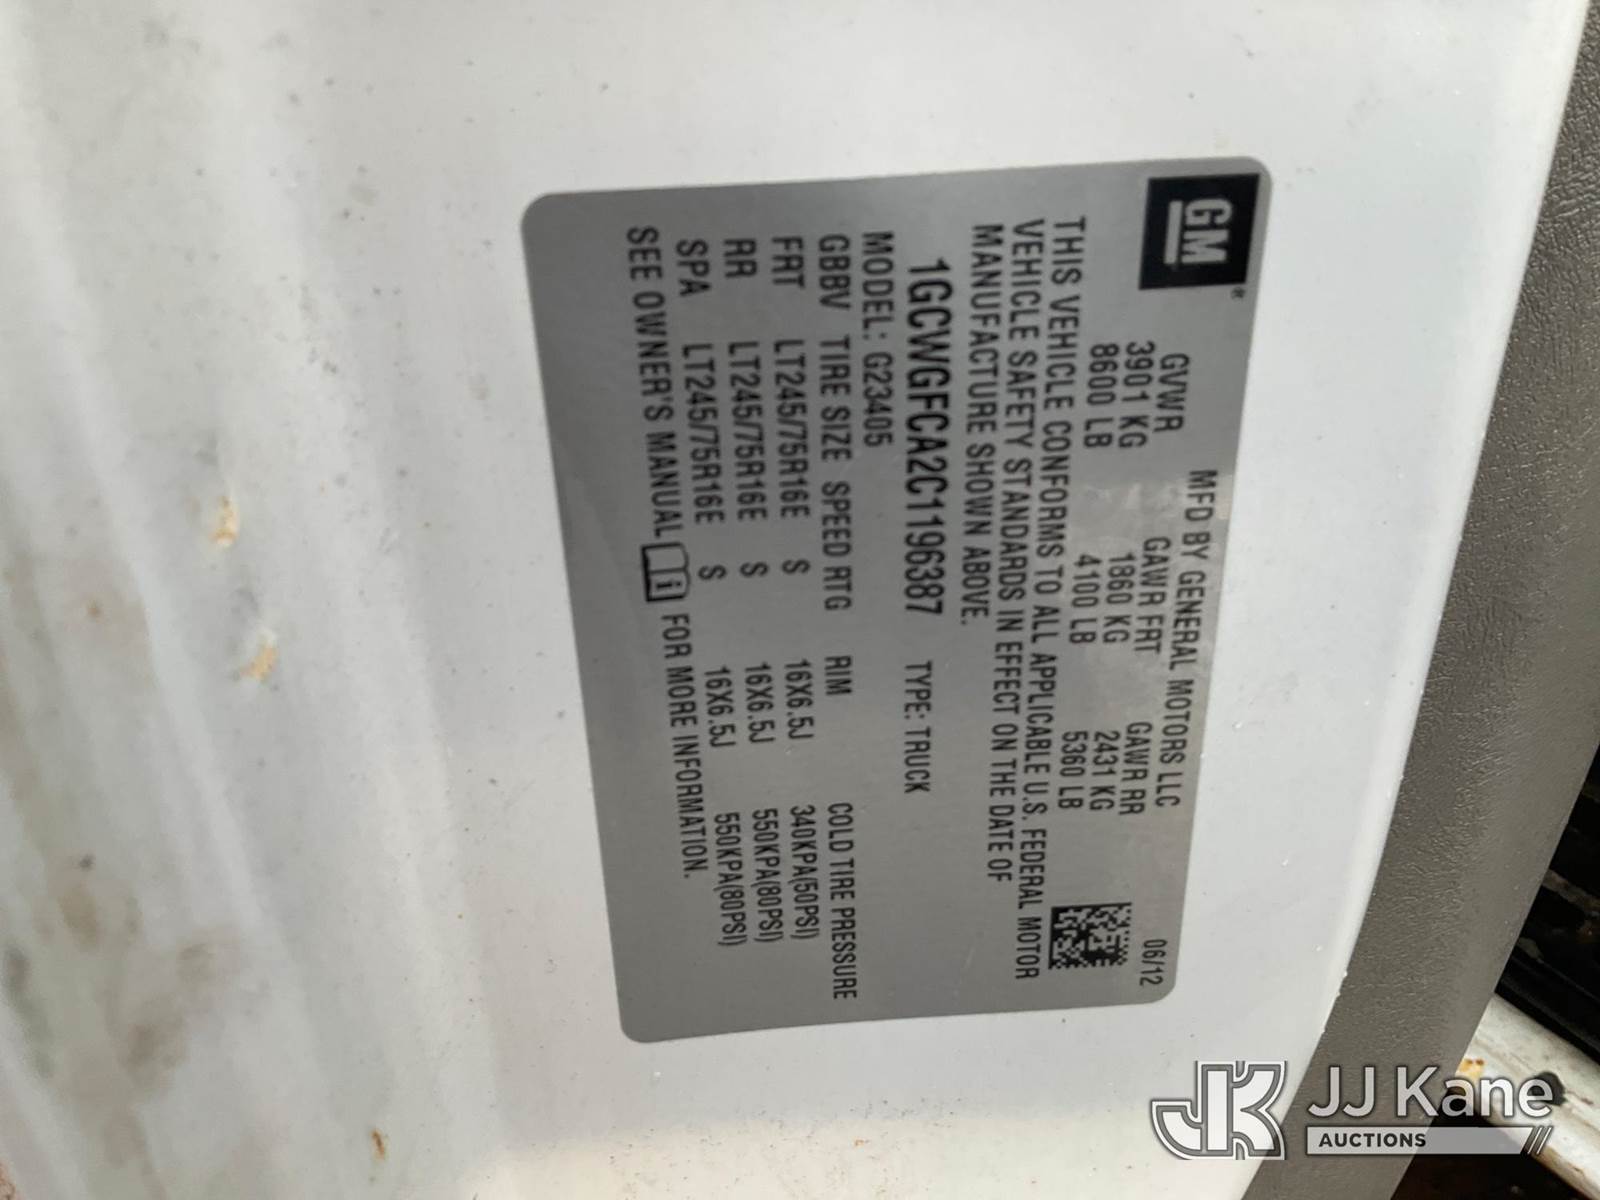 GM®
MFD BY GENERAL MOTORS LLC 06/12
GVWR GAWR FRT GAWR RR
3901 KG 1860 KG 2431 KG
8600 LB 4100 LB 5360 LB
THIS VEHICLE CONFORMS TO ALL APPLICABLE U.S. FEDERAL MOTOR
VEHICLE SAFETY STANDARDS IN EFFECT ON THE DATE OF
MANUFACTURE SHOWN ABOVE.
1GCWGFCA2C1196387 TYPE: TRUCK
MODEL: G23405
GBBV TIRE SIZE SPEED RTG RIM COLD TIRE PRESSURE
FRT LT245/75R16E S 16X6.5J 340KPA(50PSI)
RR LT245/75R16E S 16X6.5J 550KPA(80PSI)
SPA LT245/75R16E S 16X6.5J 550KPA(80PSI)
SEE OWNER'S MANUAL i FOR MORE INFORMATION.
JK JJ Kane
AUCTIONS